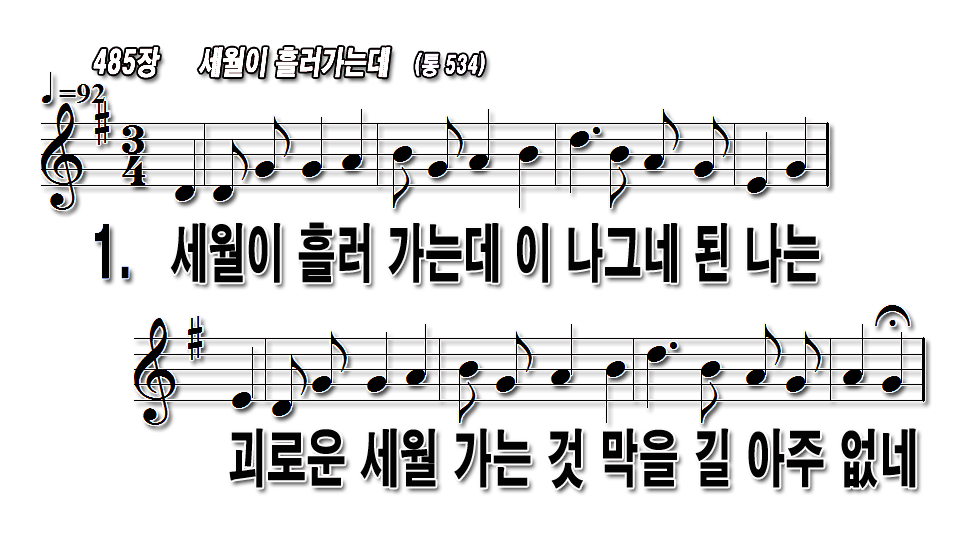 485장 세월이 흘러가는데 (통 534)
♩=92
3
4
1. 세월이 흘러 가는데 이 나그네 된 나는
괴로운 세월 가는 것 막을 길 아주 없네